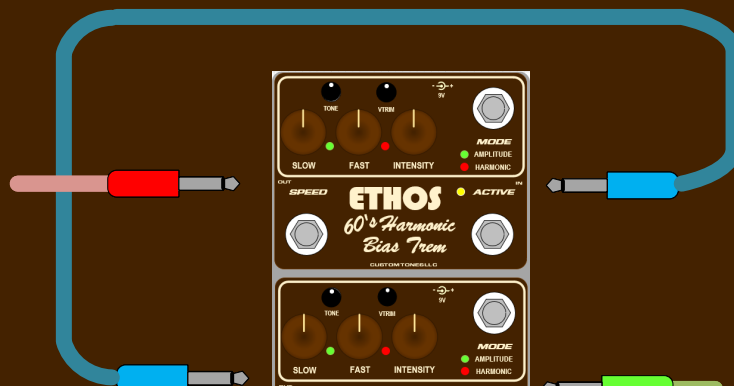 TONE VTRIM 9V
MODE
AMPLITUDE
SLOW FAST INTENSITY HARMONIC
OUT IN
SPEED ETHOS ACTIVE
60's Harmonic
Bias Trem
CUSTOMTONESLLC
TONE VTRIM 9V
MODE
AMPLITUDE
SLOW FAST INTENSITY HARMONIC